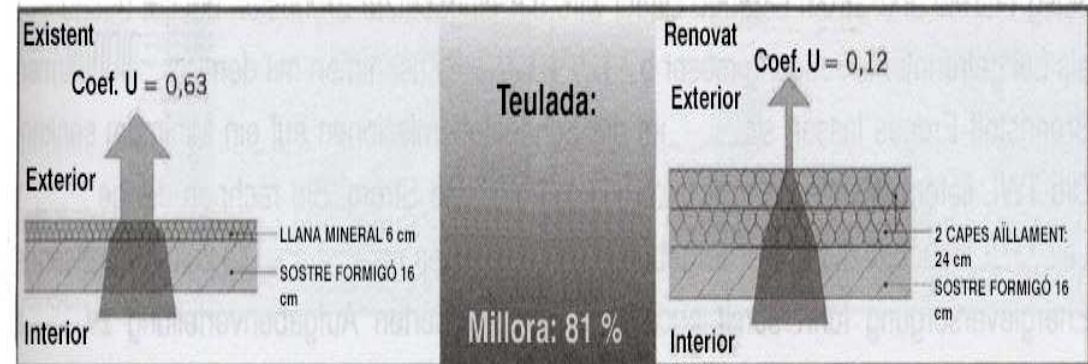 Existent
Coef. U = 0,63
Exterior
LLANA MINERAL 6 cm
SOSTRE FORMIGÓ 16
cm
Interior
Teulada:
Millora: 81 %
Renovat
Coef. U = 0,12
Exterior
2 CAPES AÏLLAMENT:
24 cm
SOSTRE FORMIGÓ 16
cm
Interior